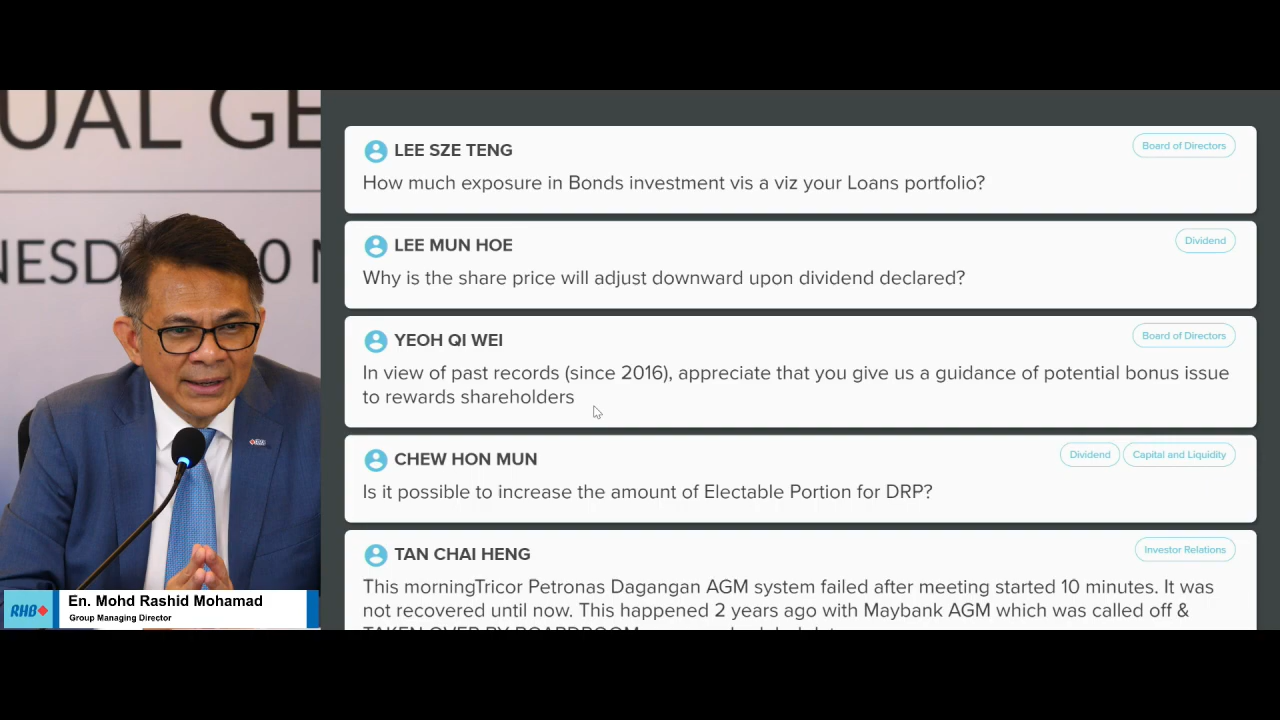 UAL GE
NESD 0
RHB
En. Mohd Rashid Mohamad
Group Managing Director
LEE SZE TENG
Board of Directors
How much exposure in Bonds investment vis a viz your Loans portfolio?
LEE MUN HOE
Dividend
Why is the share price will adjust downward upon dividend declared?
YEOH QI WEI
Board of Directors
In view of past records (since 2016), appreciate that you give us a guidance of potential bonus issue
to rewards shareholders
CHEW HON MUN
Dividend
Capital and Liquidity
Is it possible to increase the amount of Electable Portion for DRP?
TAN CHAI HENG
Investor Relations
This morningTricor Petronas Dagangan AGM system failed after meeting started 10 minutes. It was
not recovered until now. This happened 2 years ago with Maybank AGM which was called off &
TAKEN OVER BY BOARDROOM